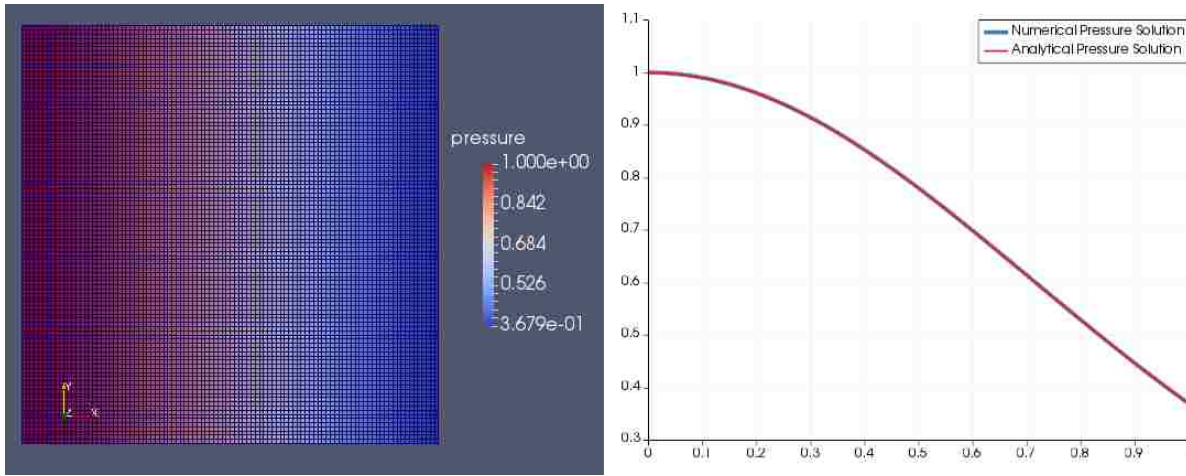 pressure
1.000e+00
0.842
0.684
0.526
3.679e-01
Y
Z X
Numerical Pressure Solution
Analytical Pressure Solution
1.1
1
0.9
0.8
0.7
0.6
0.5
0.4
0.3
0 0.1 0.2 0.3 0.4 0.5 0.6 0.7 0.8 0.9